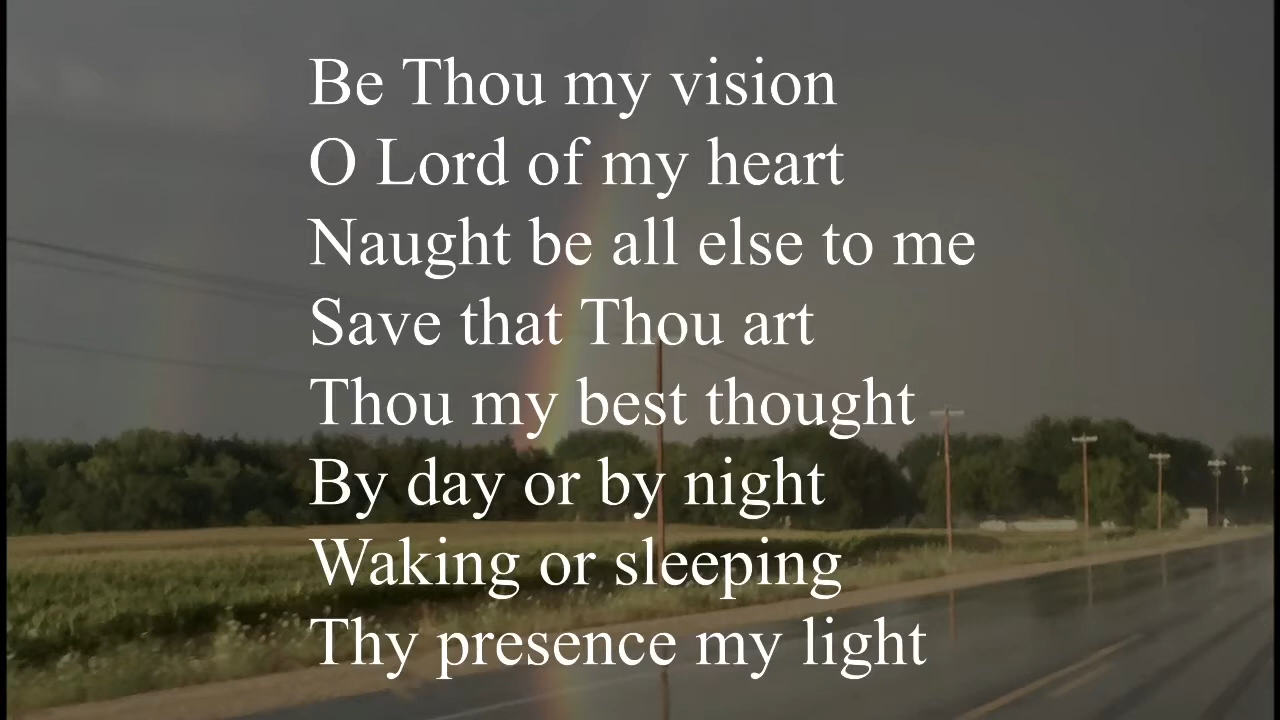 Be Thou my vision
O Lord of my heart
Naught be all else to me
Save that Thou art
Thou my best thought
By day or by night
Waking or sleeping
Thy presence my light